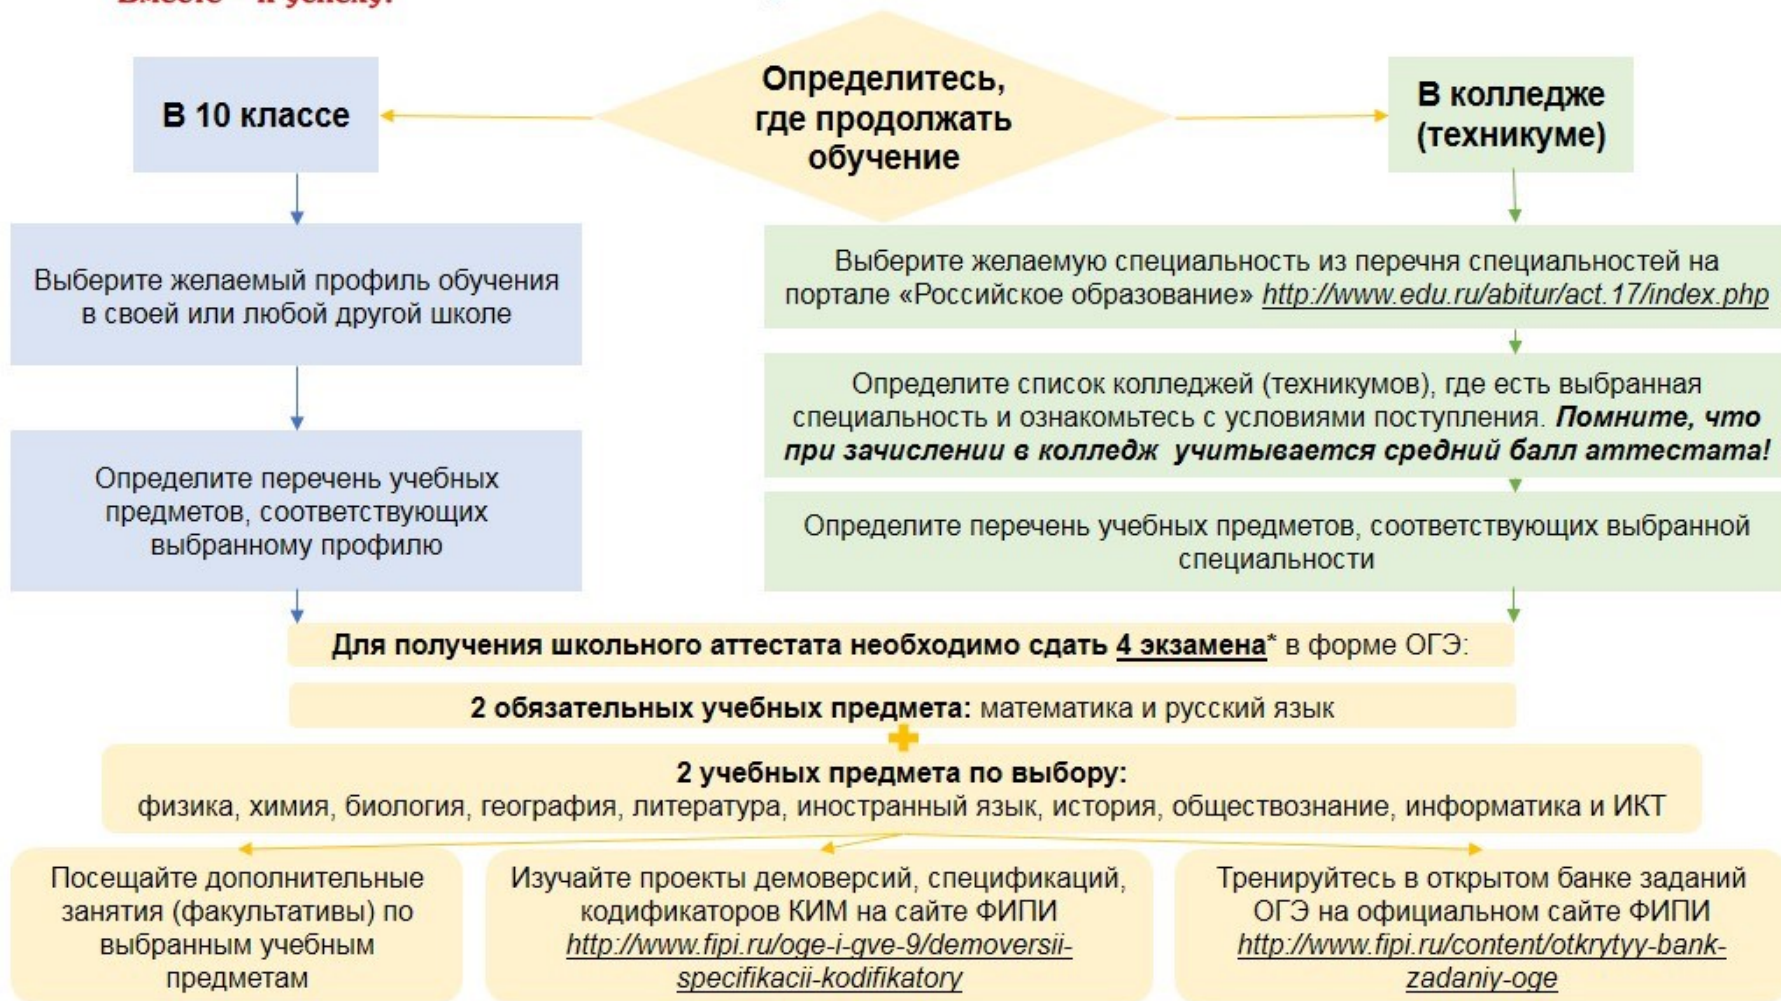 Определитесь,
где продолжать
обучение
В 10 классе
Выберите желаемый профиль обучения
в своей или любой другой школе
Определите перечень учебных
предметов, соответствующих
выбранному профилю
В колледже
(техникуме)
Выберите желаемую специальность из перечня специальностей на
портале «Российское образование» http://www.edu.ru/abitur/act.17/index.php
Определите список колледжей (техникумов), где есть выбранная
специальность и ознакомьтесь с условиями поступления. Помните, что
при зачислении в колледж учитывается средний балл аттестата!
Определите перечень учебных предметов, соответствующих выбранной
специальности
Для получения школьного аттестата необходимо сдать 4 экзамена* в форме ОГЭ:
2 обязательных учебных предмета: математика и русский язык
2 учебных предмета по выбору:
физика, химия, биология, география, литература, иностранный язык, история, обществознание, информатика и ИКТ
Посещайте дополнительные
занятия (факультативы) по
выбранным учебным
предметам
Изучайте проекты демоверсий, спецификаций,
кодификаторов КИМ на сайте ФИПИ
http://www.fipi.ru/oge-i-gve-9/demoversii-
specifikacii-kodifikatory
Тренируйтесь в открытом банке заданий
ОГЭ на официальном сайте ФИПИ
http://www.fipi.ru/content/otkrytyy-bank-
zadaniy-oge